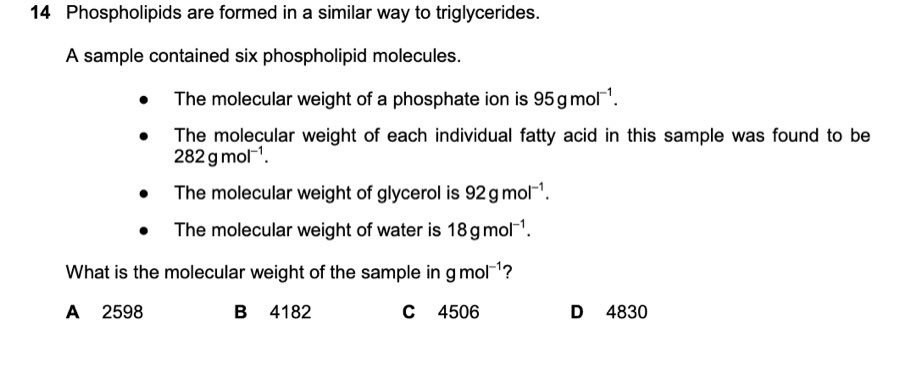 14 Phospholipids are formed in a similar way to triglycerides.
A sample contained six phospholipid molecules.
• The molecular weight of a phosphate ion is 95 g mol⁻¹.
• The molecular weight of each individual fatty acid in this sample was found to be
282 g mol⁻¹.
• The molecular weight of glycerol is 92 g mol⁻¹.
• The molecular weight of water is 18 g mol⁻¹.
What is the molecular weight of the sample in g mol⁻¹?
A 2598 B 4182 C 4506 D 4830